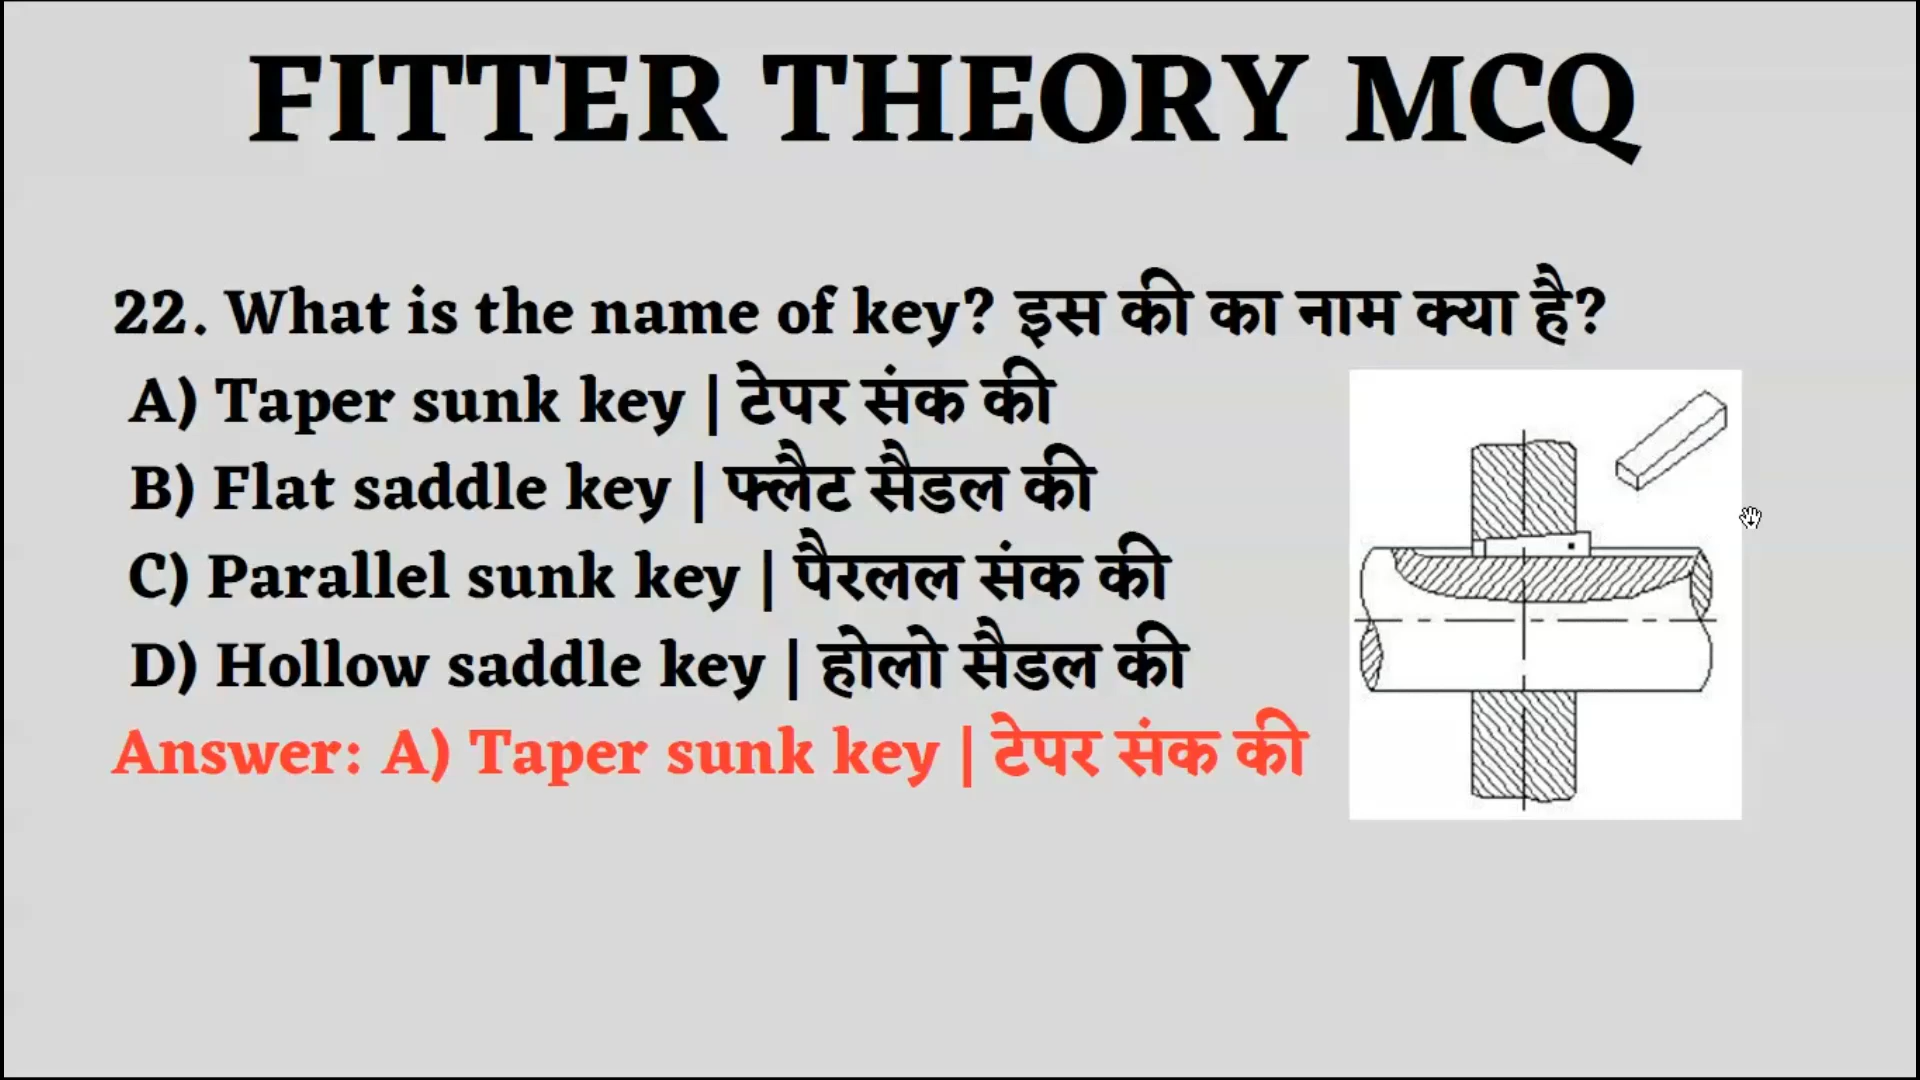 FITTER THEORY MCQ
22. What is the name of key? इस की का नाम क्या है?
A) Taper sunk key | टेपर संक की
B) Flat saddle key | फ्लैट सैडल की
C) Parallel sunk key | पैरलल संक की
D) Hollow saddle key | होलो सैडल की
Answer: A) Taper sunk key | टेपर संक की